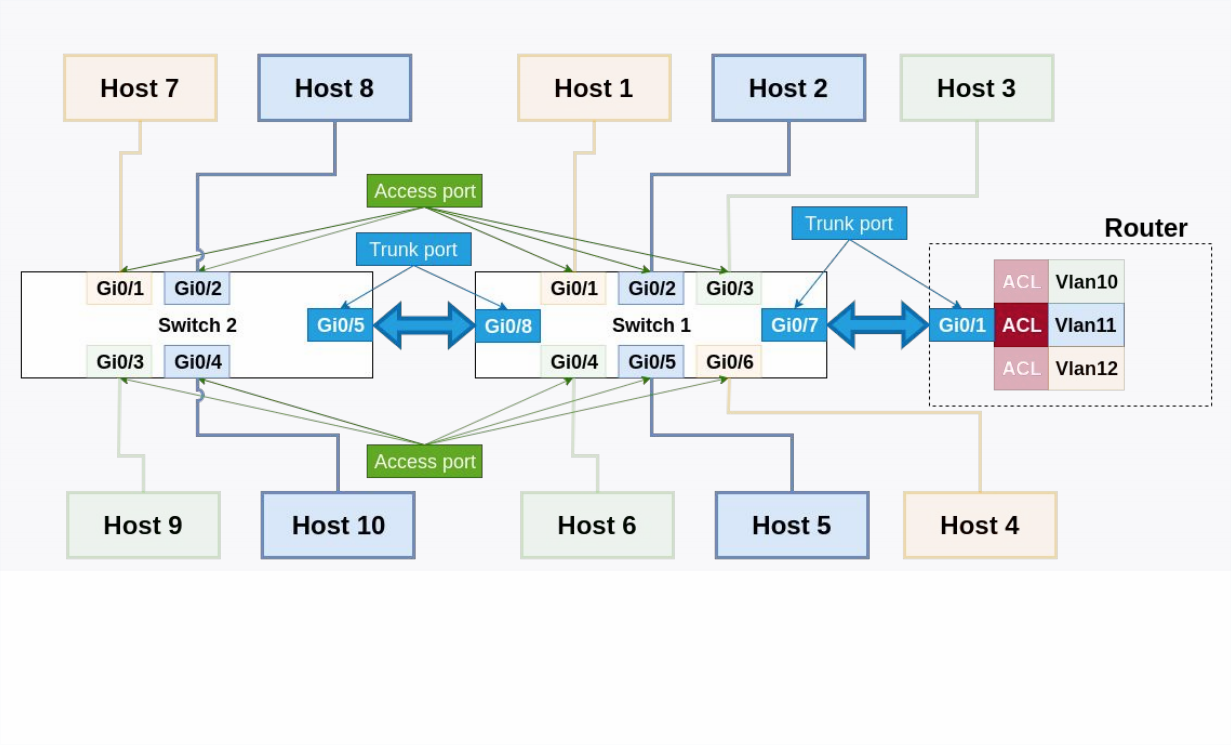 Host 7
Host 8
Host 1
Host 2
Host 3
Access port
Trunk port
Trunk port
Router
Gi0/1
Gi0/2
Gi0/1
Gi0/2
Gi0/3
ACL
Vlan10
Switch 2
Gi0/5
Gi0/8
Switch 1
Gi0/7
Gi0/1
ACL
Vlan11
Gi0/3
Gi0/4
Gi0/4
Gi0/5
Gi0/6
ACL
Vlan12
Access port
Host 9
Host 10
Host 6
Host 5
Host 4